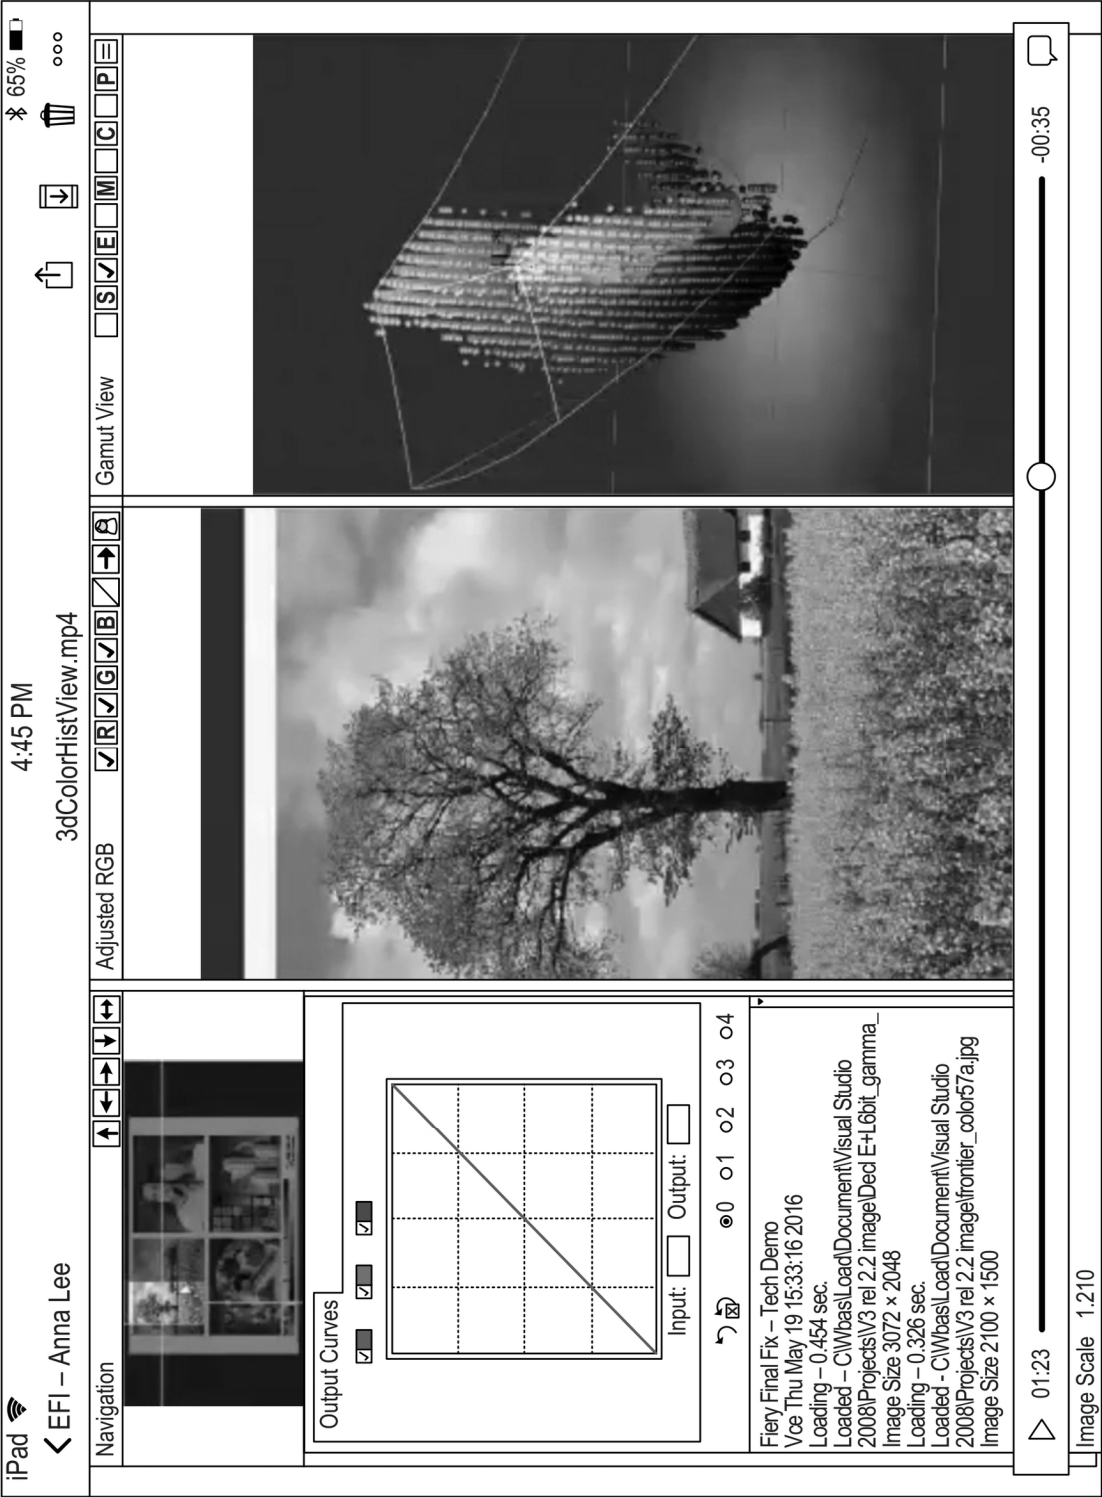 iPad 4:45 PM 65%
EFI – Anna Lee 3dColorHistView.mp4
Navigation
Adjusted RGB R G B
Gamut View S E M C P
Output Curves
Input: Output:
0 1 2 3 4
Fiery Final Fix – Tech Demo
Vce Thu May 19 15:33:16 2016
Loading – 0.454 sec.
Loaded – C\Wbas\Load\Document\Visual Studio
2008\Projects\V3 rel 2.2 image\Ded E+L6bit_gamma_
Image Size 3072 × 2048
Loading – 0.326 sec.
Loaded - C\Wbas\Load\Document\Visual Studio
2008\Projects\V3 rel 2.2 image\frontier_color57a.jpg
Image Size 2100 × 1500
01:23 -00:35
Image Scale 1.210